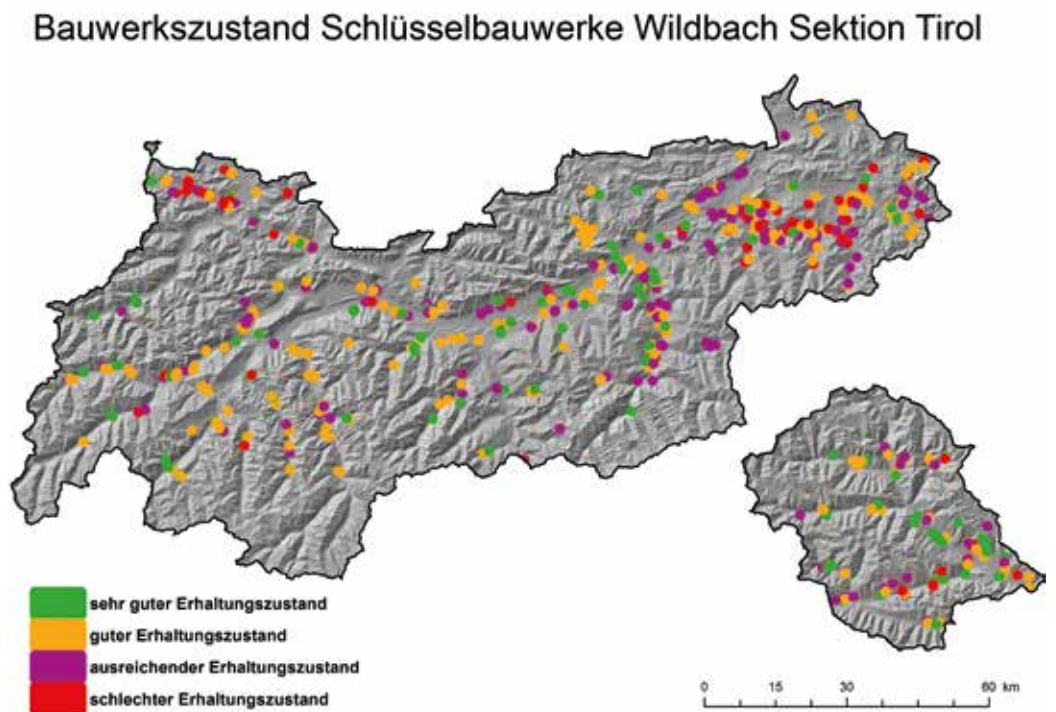 Bauwerkszustand Schlüsselbauwerke Wildbach Sektion Tirol
sehr guter Erhaltungszustand
guter Erhaltungszustand
ausreichender Erhaltungszustand
schlechter Erhaltungszustand
0 15 30 60 km